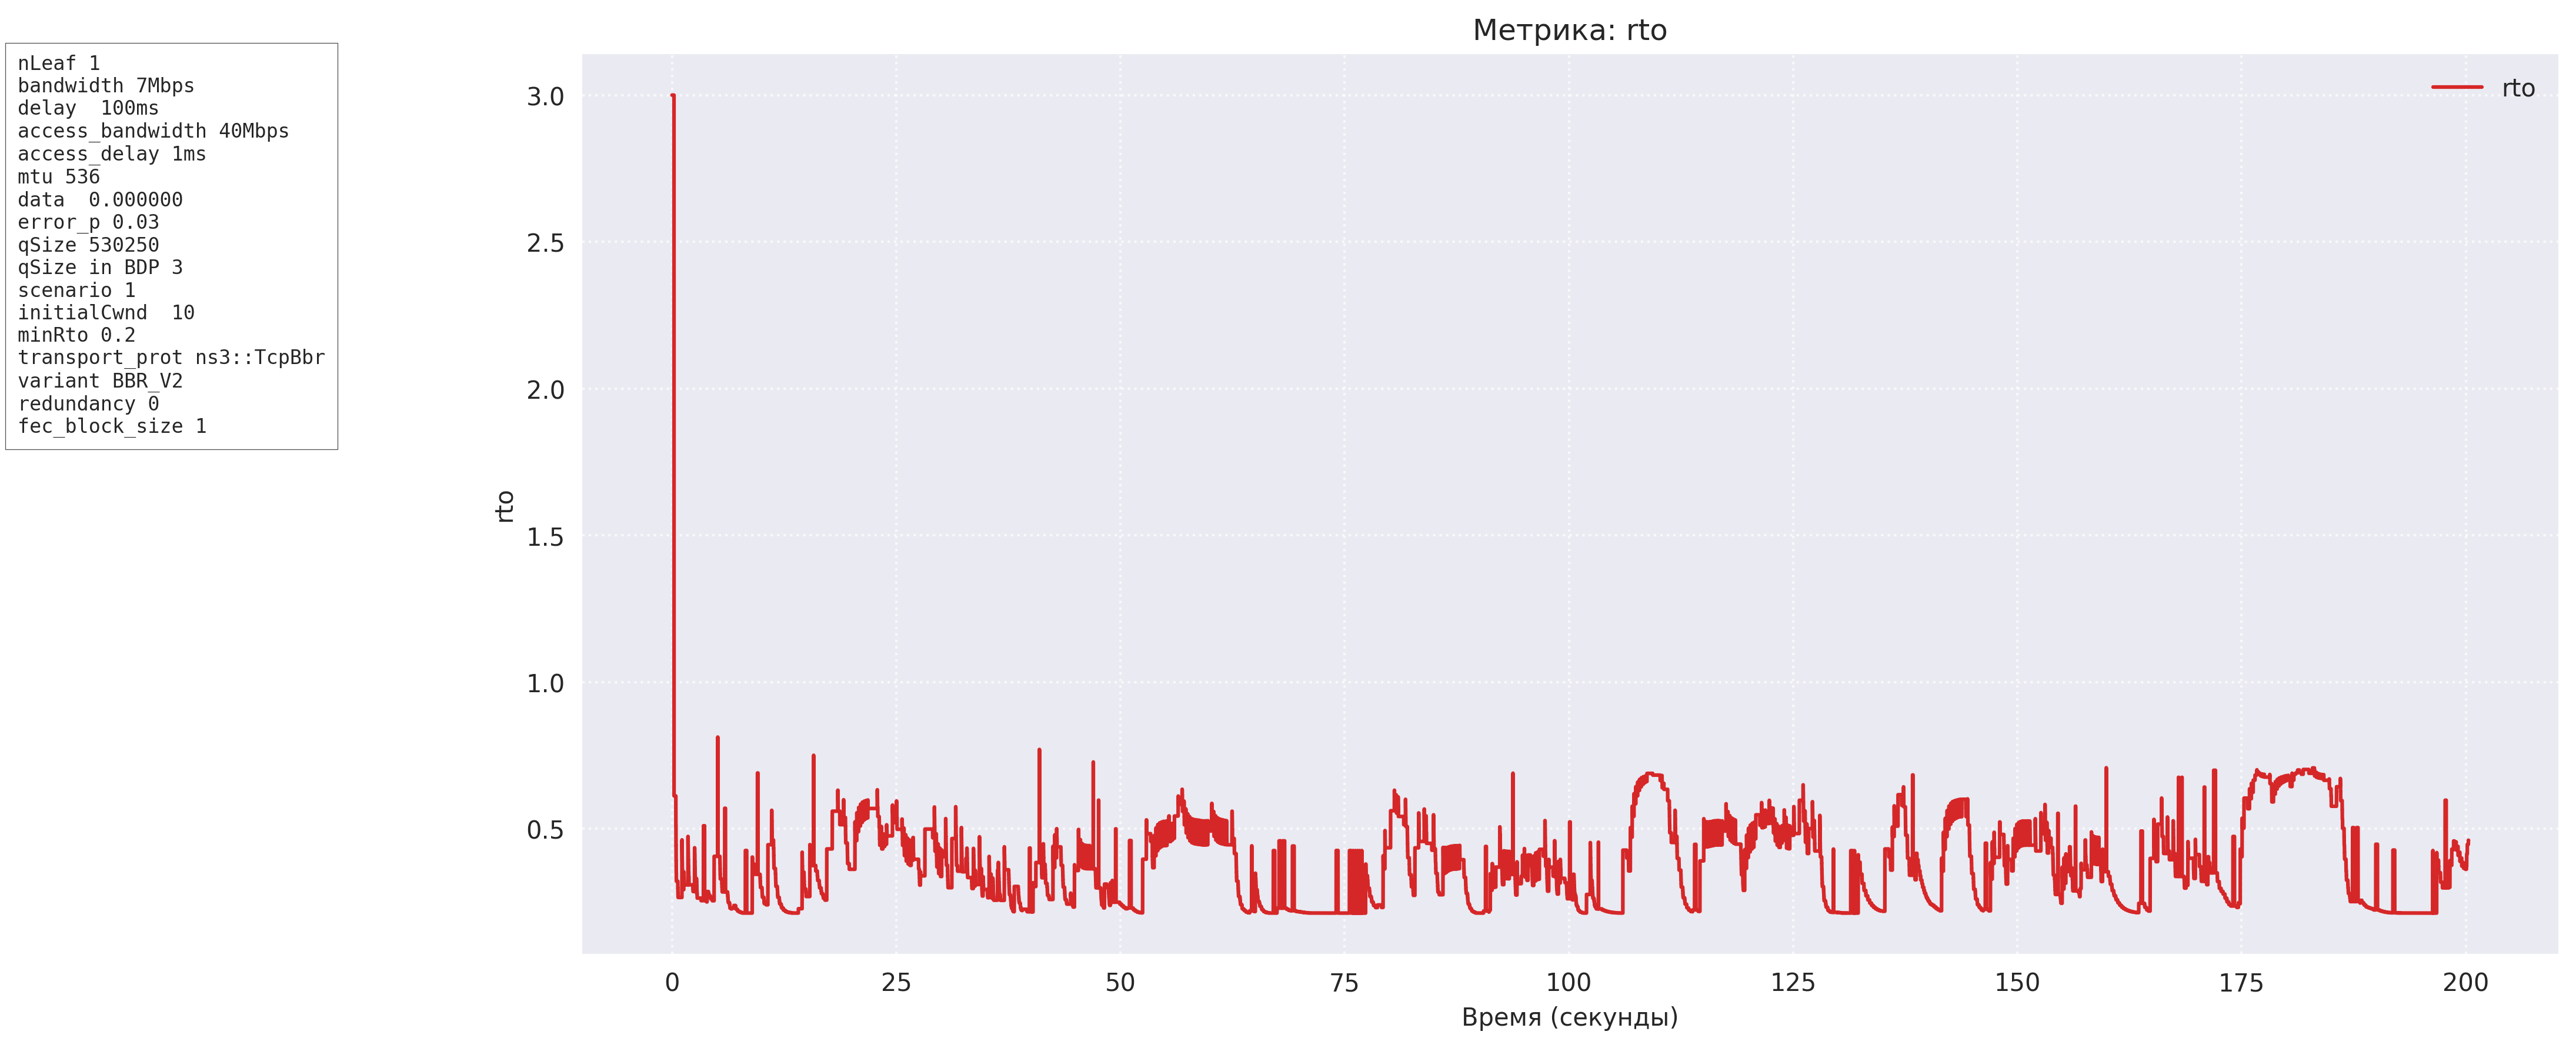 nLeaf 1
bandwidth 7Mbps
delay  100ms
access_bandwidth 40Mbps
access_delay 1ms
mtu 536
data  0.000000
error_p 0.03
qSize 530250
qSize in BDP 3
scenario 1
initialCwnd  10
minRto 0.2
transport_prot ns3::TcpBbr
variant BBR_V2
redundancy 0
fec_block_size 1
Метрика: rto
rto
3.0
2.5
2.0
1.5
1.0
0.5
rto
0 25 50 75 100 125 150 175 200
Время (секунды)